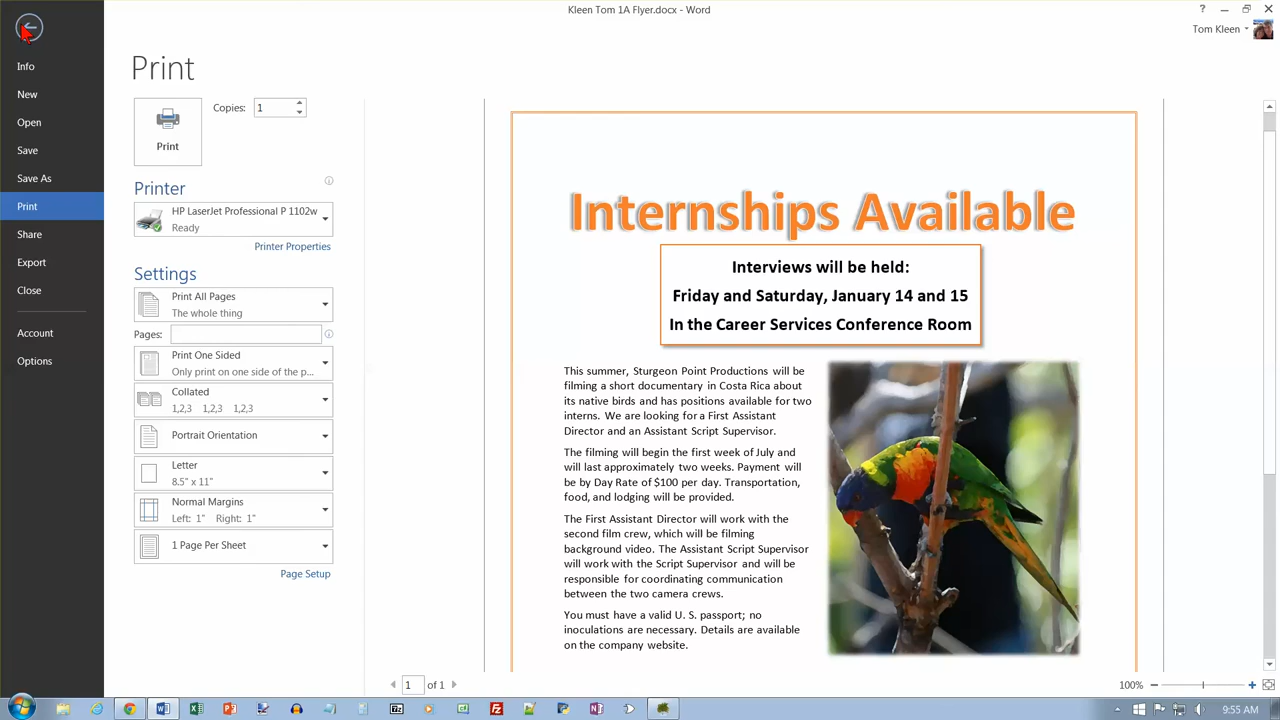 Kleen Tom 1A Flyer.docx - Word
?
Tom Kleen
Info
New
Open
Save
Save As
Print
Share
Export
Close
Account
Options
Print
Print
Copies: 1
Printer
HP LaserJet Professional P 1102w
Ready
Printer Properties
Settings
Print All Pages
The whole thing
Pages:
Print One Sided
Only print on one side of the p...
Collated
1,2,3 1,2,3 1,2,3
Portrait Orientation
Letter
8.5" x 11"
Normal Margins
Left: 1" Right: 1"
1 Page Per Sheet
Page Setup
Internships Available
Interviews will be held:
Friday and Saturday, January 14 and 15
In the Career Services Conference Room
This summer, Sturgeon Point Productions will be
filming a short documentary in Costa Rica about
its native birds and has positions available for two
interns. We are looking for a First Assistant
Director and an Assistant Script Supervisor.
The filming will begin the first week of July and
will last approximately two weeks. Payment will
be by Day Rate of $100 per day. Transportation,
food, and lodging will be provided.
The First Assistant Director will work with the
second film crew, which will be filming
background video. The Assistant Script Supervisor
will work with the Script Supervisor and will be
responsible for coordinating communication
between the two camera crews.
You must have a valid U. S. passport; no
inoculations are necessary. Details are available
on the company website.
1 of 1
100%
9:55 AM